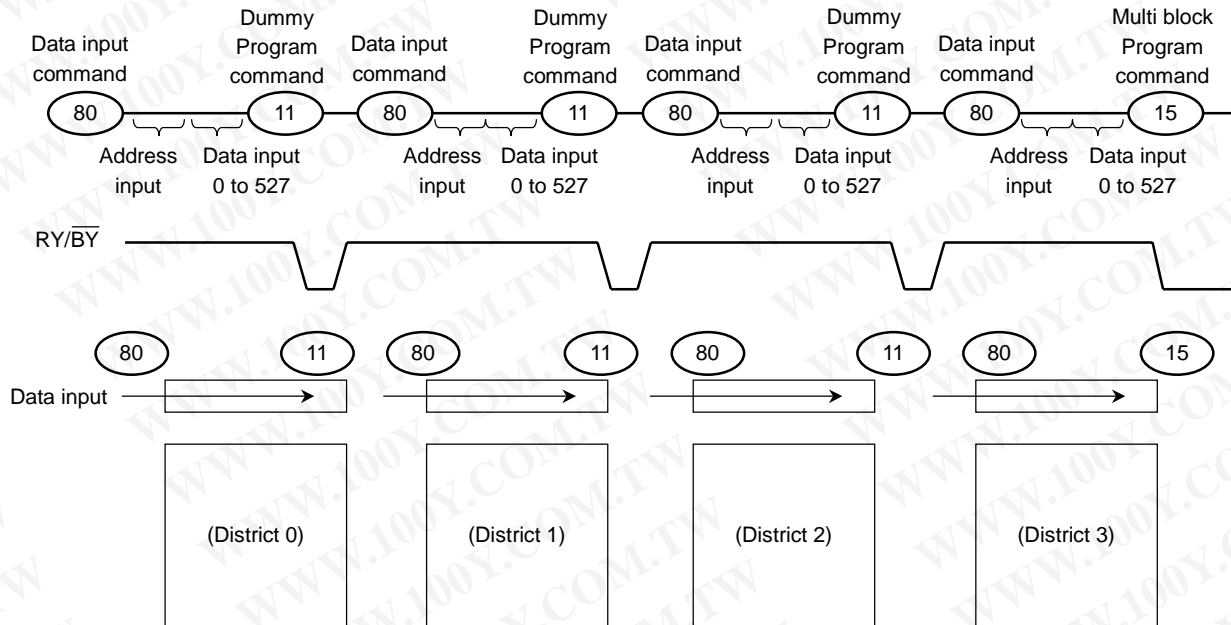 Dummy Dummy Dummy Multi block
Data input Program Data input Program Data input Program Data input Program
command command command command command command command command
80 11 80 11 80 11 80 15
Address Data input Address Data input Address Data input Address Data input
input 0 to 527 input 0 to 527 input 0 to 527 input 0 to 527
RY/BY
80 11 80 11 80 11 80 15
Data input
(District 0) (District 1) (District 2) (District 3)
WWW.100Y.COM.TW